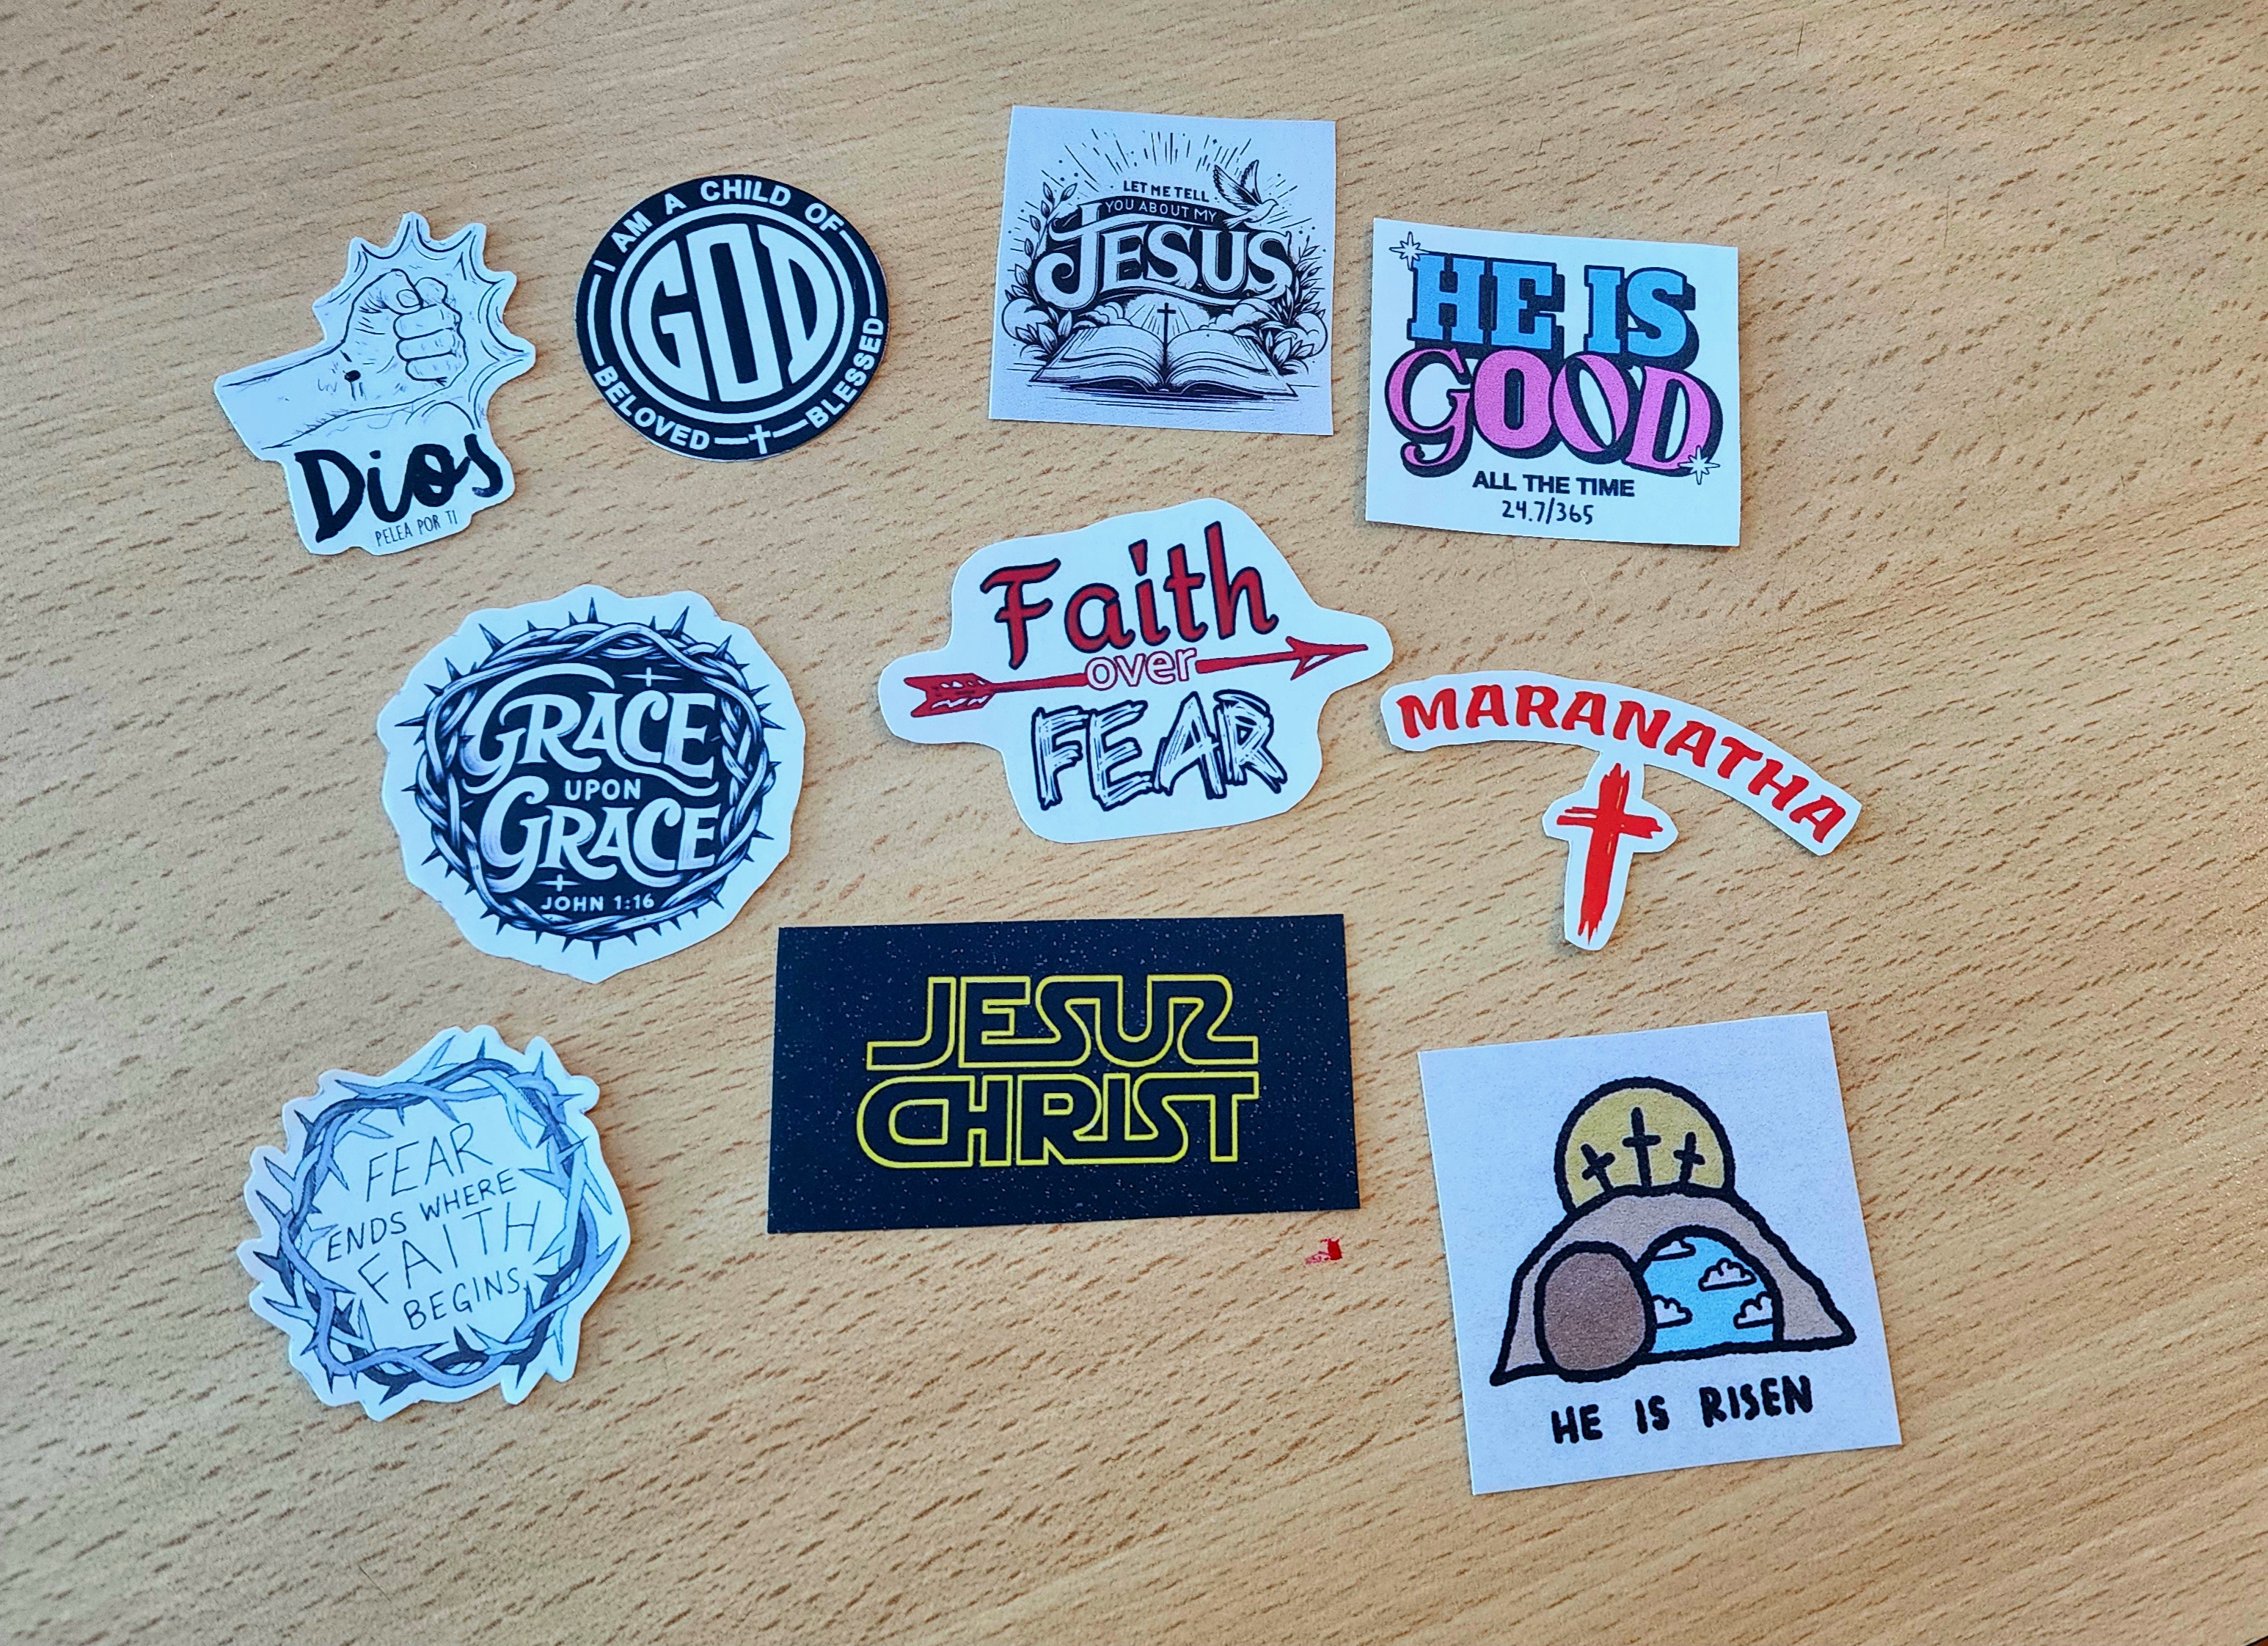 Dios
PELEA POR TI
I AM A CHILD OF
GOD
BELOVED
BLESSED
LET ME TELL
YOU ABOUT MY
JESUS
HE IS
GOOD
ALL THE TIME
24.7/365
GRACE
UPON
GRACE
JOHN 1:16
Faith
over
FEAR
MARANATHA
FEAR
ENDS WHERE
FAITH
BEGINS
JESUS
CHRIST
HE IS RISEN